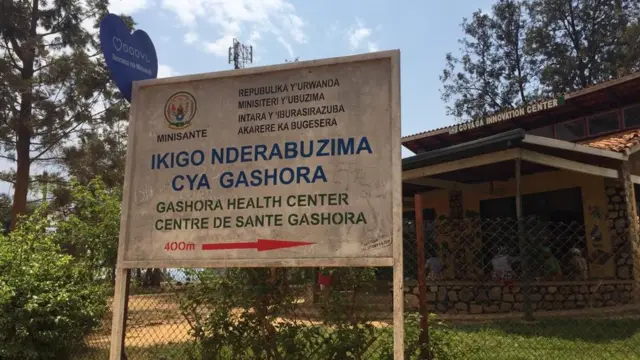 REPUBULIKA Y'URWANDA
MINISITERI Y'UBUZIMA
INTARA Y 'IBURASIRAZUBA
AKARERE KA BUGESERA
MINISANTE
IKIGO NDERABUZIMA
CYA GASHORA
GASHORA HEALTH CENTER
CENTRE DE SANTE GASHORA
400m
INNOVATION CENTER